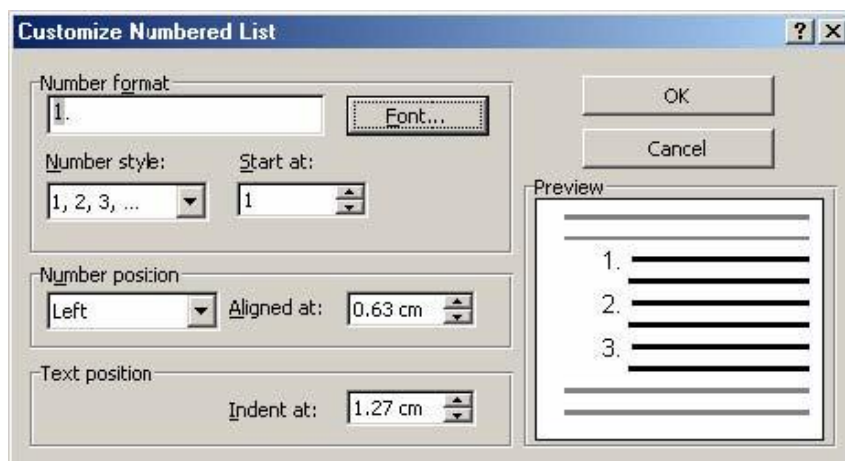 Customize Numbered List
Number format
1.
Font...
OK
Number style:
Start at:
Cancel
1, 2, 3, ...
1
Preview
1.
2.
3.
Number position
Left
Aligned at:
0.63 cm
Text position
Indent at:
1.27 cm